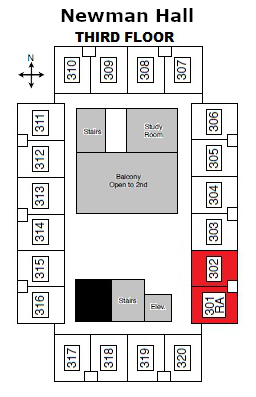 Newman Hall
THIRD FLOOR
N
310
309
308
307
311
312
313
314
315
316
Stairs
Study
Room
Balcony
Open to 2nd
306
305
304
303
302
301
RA
Stairs
Elev.
317
318
319
320